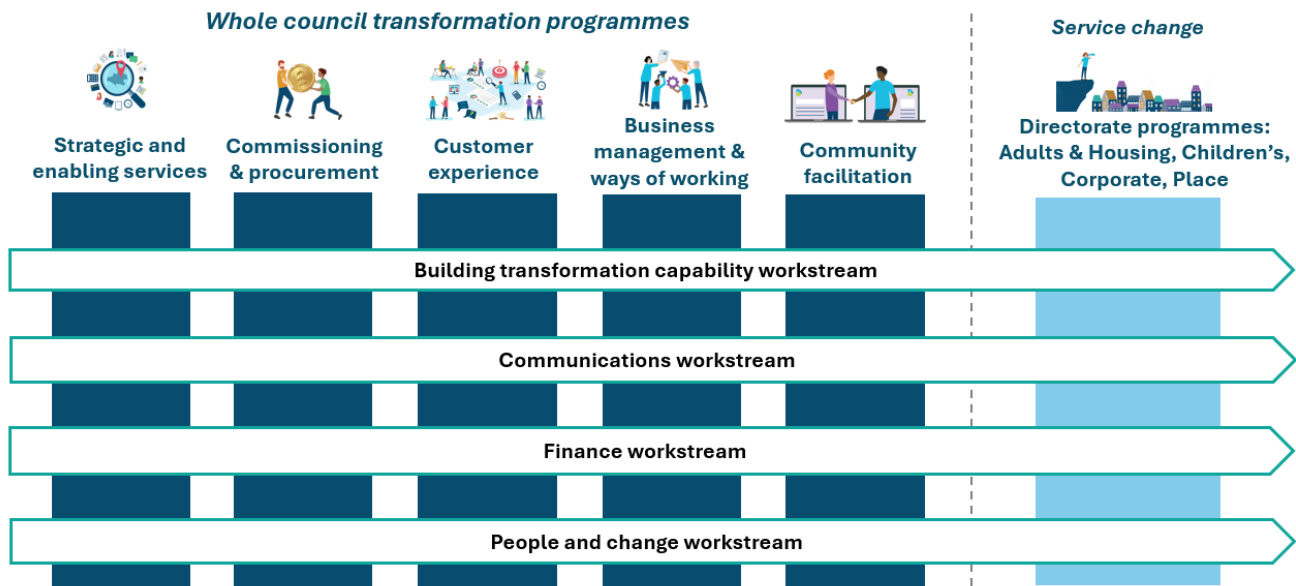 Whole council transformation programmes
Service change
Strategic and
enabling services
Commissioning
& procurement
Customer
experience
Business
management &
ways of working
Community
facilitation
Directorate programmes:
Adults & Housing, Children's,
Corporate, Place
Building transformation capability workstream
Communications workstream
Finance workstream
People and change workstream